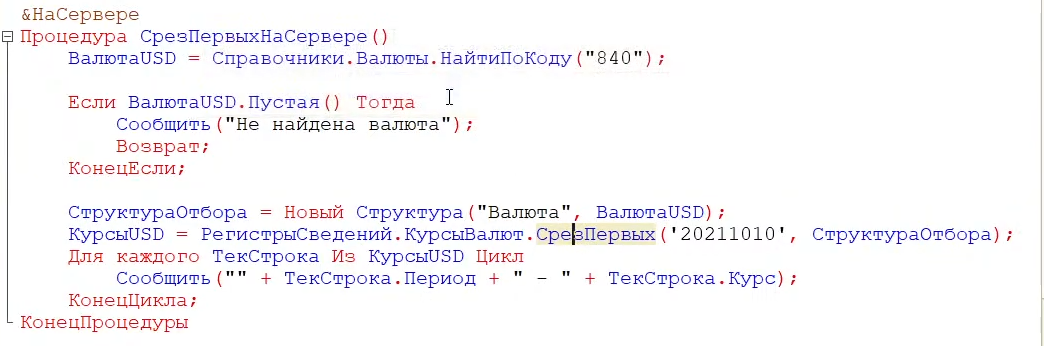 &НаСервере
Процедура СрезПервыхНаСервере()
ВалютаUSD = Справочники.Валюты.НайтиПоКоду("840");
Если ВалютаUSD.Пустая() Тогда
Сообщить("Не найдена валюта");
Возврат;
КонецЕсли;
СтруктураОтбора = Новый Структура("Валюта", ВалютаUSD);
КурсыUSD = РегистрыСведений.КурсыВалют.СрезПервых('20211010', СтруктураОтбора);
Для каждого ТекСтрока Из КурсыUSD Цикл
Сообщить("" + ТекСтрока.Период + " - " + ТекСтрока.Курс);
КонецЦикла;
КонецПроцедуры